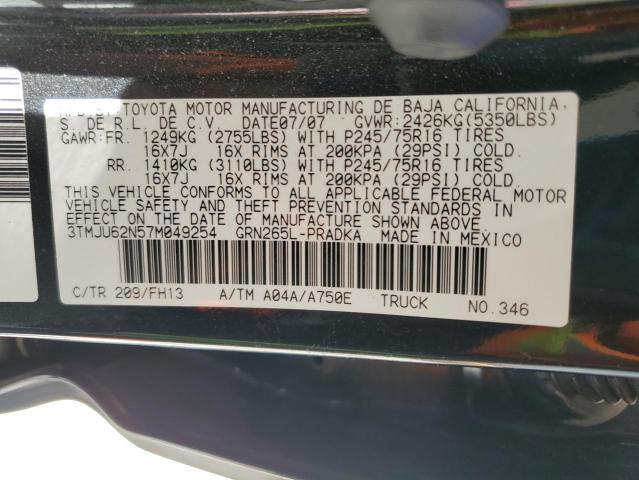 MFD BY TOYOTA MOTOR MANUFACTURING DE BAJA CALIFORNIA,
S. DE R.L. DE C.V. DATE07/07 GVWR:2426KG(5350LBS)
GAWR:FR. 1249KG (2755LBS) WITH P245/75R16 TIRES
16X7J 16X RIMS AT 200KPA (29PSI) COLD.
RR. 1410KG (3110LBS) WITH P245/75R16 TIRES
16X7J 16X RIMS AT 200KPA (29PSI) COLD.
THIS VEHICLE CONFORMS TO ALL APPLICABLE FEDERAL MOTOR
VEHICLE SAFETY AND THEFT PREVENTION STANDARDS IN
EFFECT ON THE DATE OF MANUFACTURE SHOWN ABOVE.
3TMJU62N57M049254 GRN265L-PRADKA MADE IN MEXICO
C/TR 209/FH13 A/TM A04A/A750E TRUCK NO.346